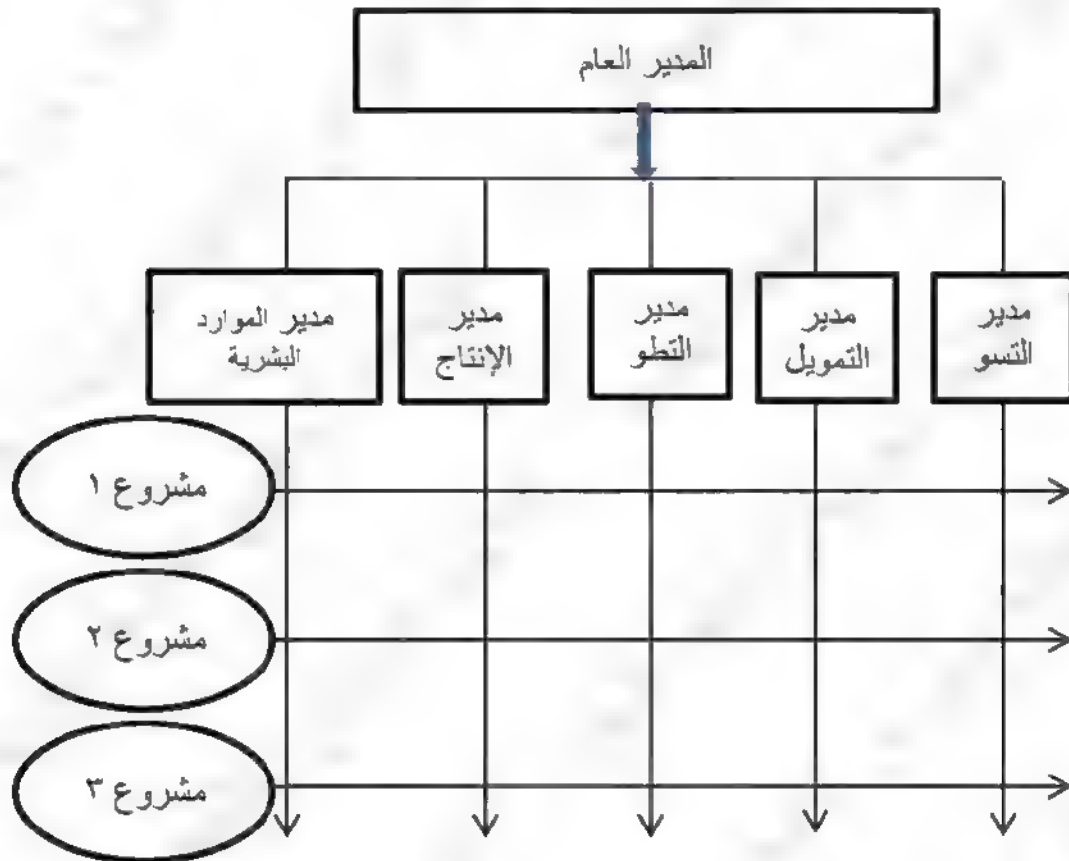 المدير العام
مدير
التسو
مدير
التمويل
مدير
التطو
مدير
الإنتاج
مدير الموارد
البشرية
مشروع ١
مشروع ٢
مشروع ٣